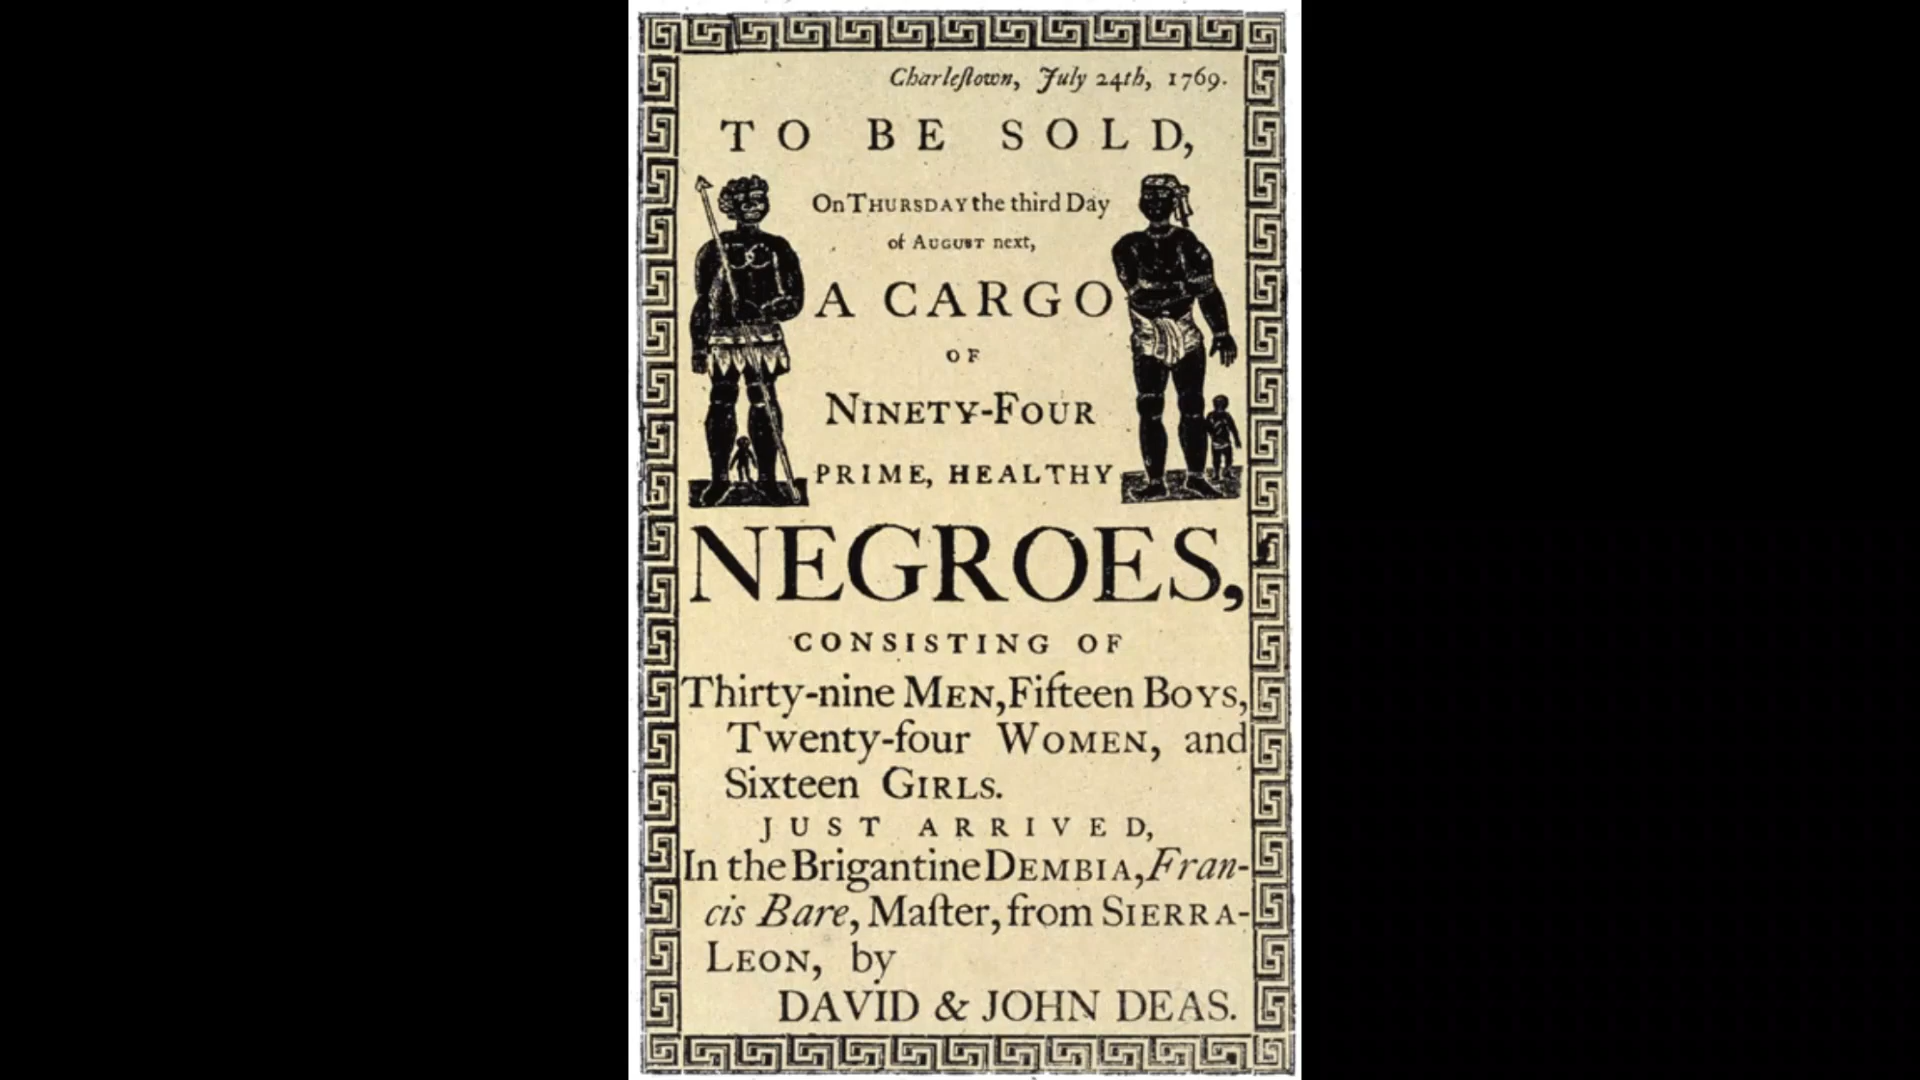 Charleſtown, July 24th, 1769.
TO BE SOLD,
On THURSDAY the third Day
of AUGUST next,
A CARGO
OF
NINETY-FOUR
PRIME, HEALTHY
NEGROES,
CONSISTING OF
Thirty-nine MEN, Fifteen BOYS,
Twenty-four WOMEN, and
Sixteen GIRLS.
JUST ARRIVED,
In the Brigantine DEMBIA, Fran-
cis Bare, Maſter, from SIERRA-
LEON, by
DAVID & JOHN DEAS.